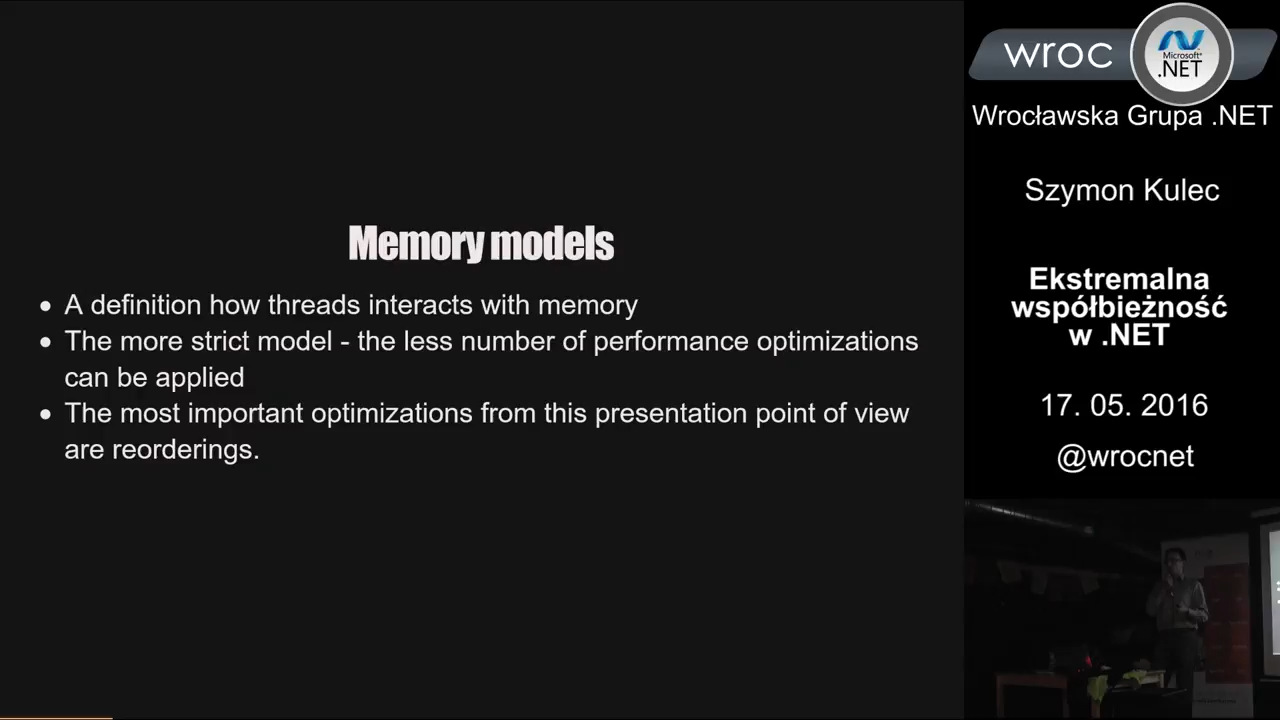 Memory models
A definition how threads interacts with memory
The more strict model - the less number of performance optimizations
can be applied
The most important optimizations from this presentation point of view
are reorderings.
wroc
Microsoft®
.NET
Wrocławska Grupa .NET
Szymon Kulec
Ekstremalna
współbieżność
w .NET
17. 05. 2016
@wrocnet